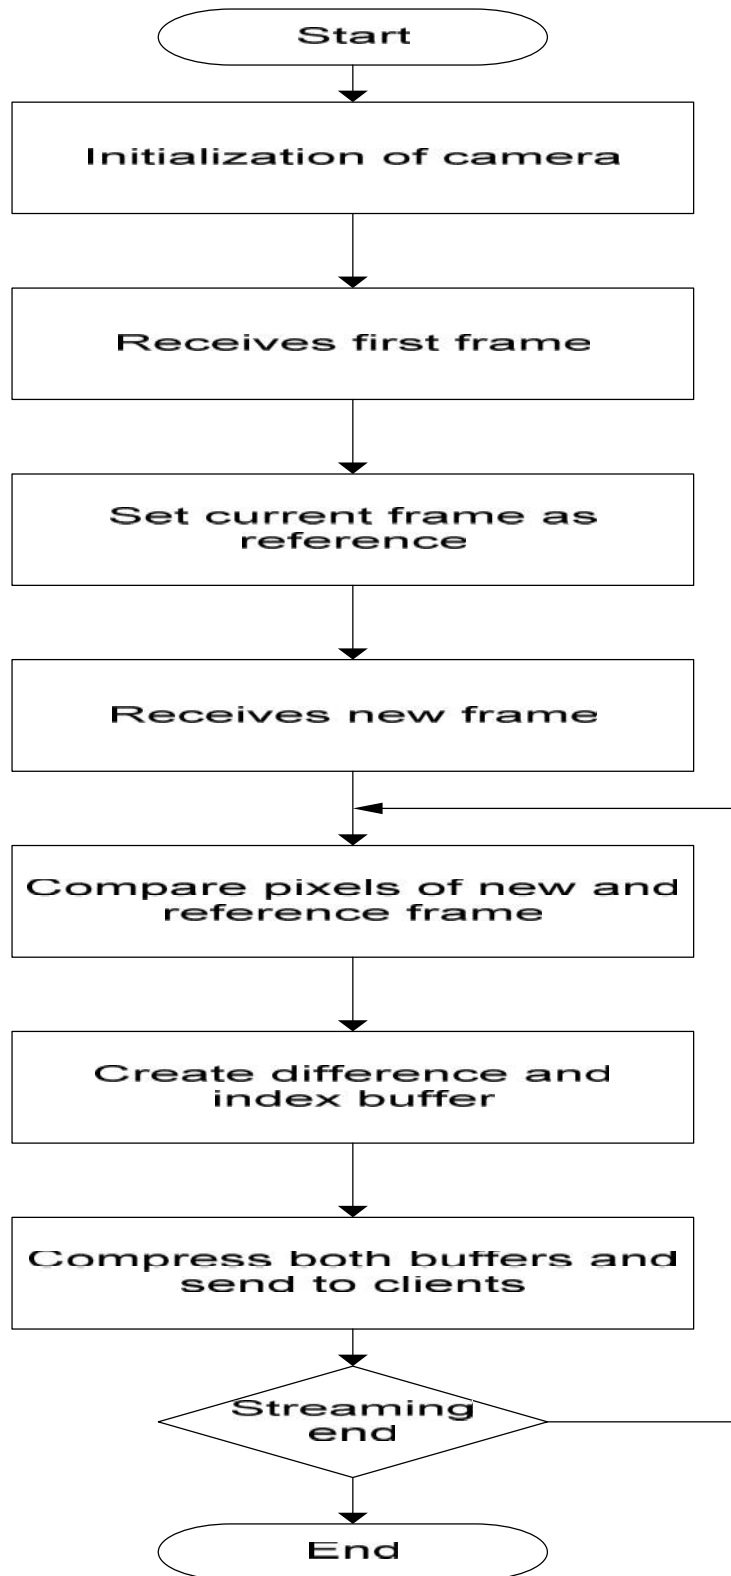 Start
Initialization of camera
Receives first frame
Set current frame as
reference
Receives new frame
Compare pixels of new and
reference frame
Create difference and
index buffer
Compress both buffers and
send to clients
Streaming
end
End